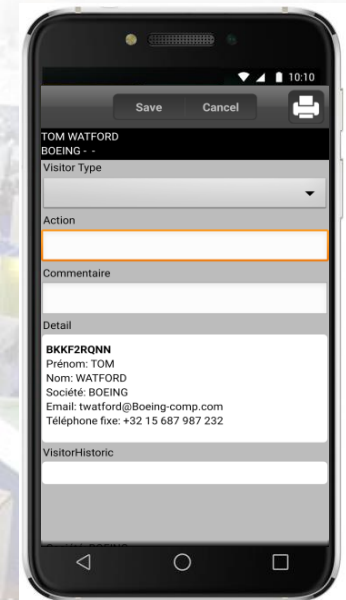 10:10
Save Cancel
TOM WATFORD
BOEING - -
Visitor Type
Action
Commentaire
Detail
BKKF2RQNN
Prénom: TOM
Nom: WATFORD
Société: BOEING
Email: twatford@Boeing-comp.com
Téléphone fixe: +32 15 687 987 232
VisitorHistoric